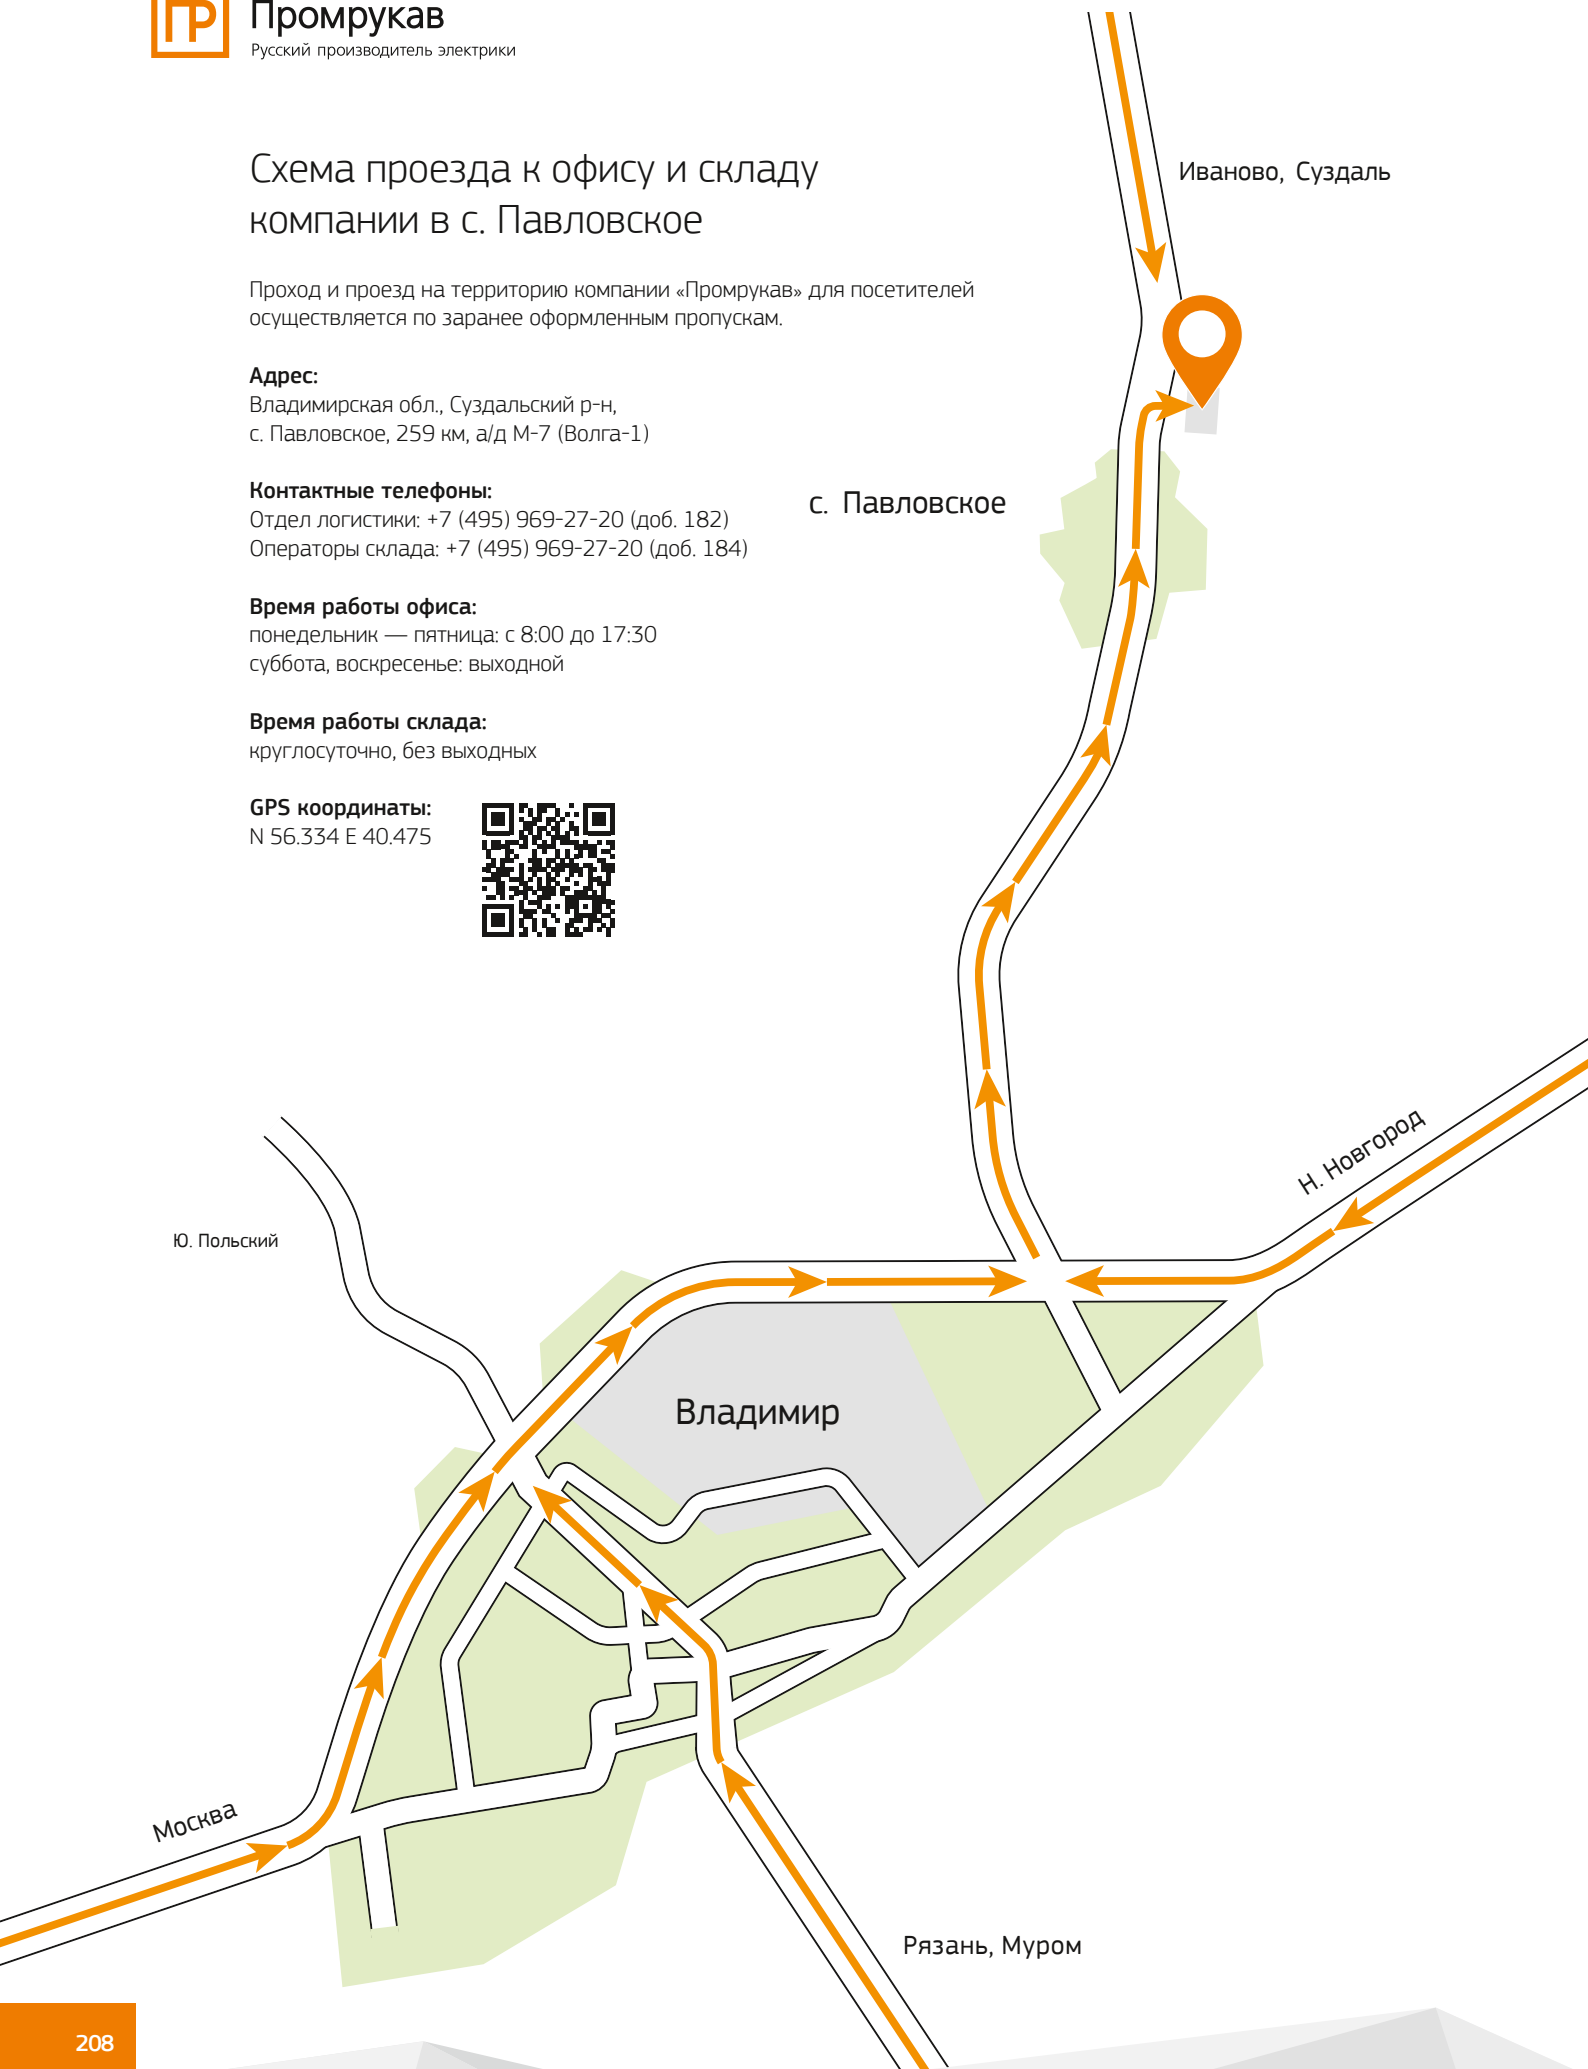 ПР
Промрукав
Русский производитель электрики
Схема проезда к офису и складу
компании в с. Павловское
Проход и проезд на территорию компании «Промрукав» для посетителей
осуществляется по заранее оформленным пропускам.
Адрес:
Владимирская обл., Суздальский р-н,
с. Павловское, 259 км, а/д М-7 (Волга-1)
Контактные телефоны:
Отдел логистики: +7 (495) 969-27-20 (доб. 182)
Операторы склада: +7 (495) 969-27-20 (доб. 184)
Время работы офиса:
понедельник — пятница: с 8:00 до 17:30
суббота, воскресенье: выходной
Время работы склада:
круглосуточно, без выходных
GPS координаты:
N 56.334 E 40.475
Иваново, Суздаль
с. Павловское
Н. Новгород
Ю. Польский
Владимир
Москва
Рязань, Муром
208